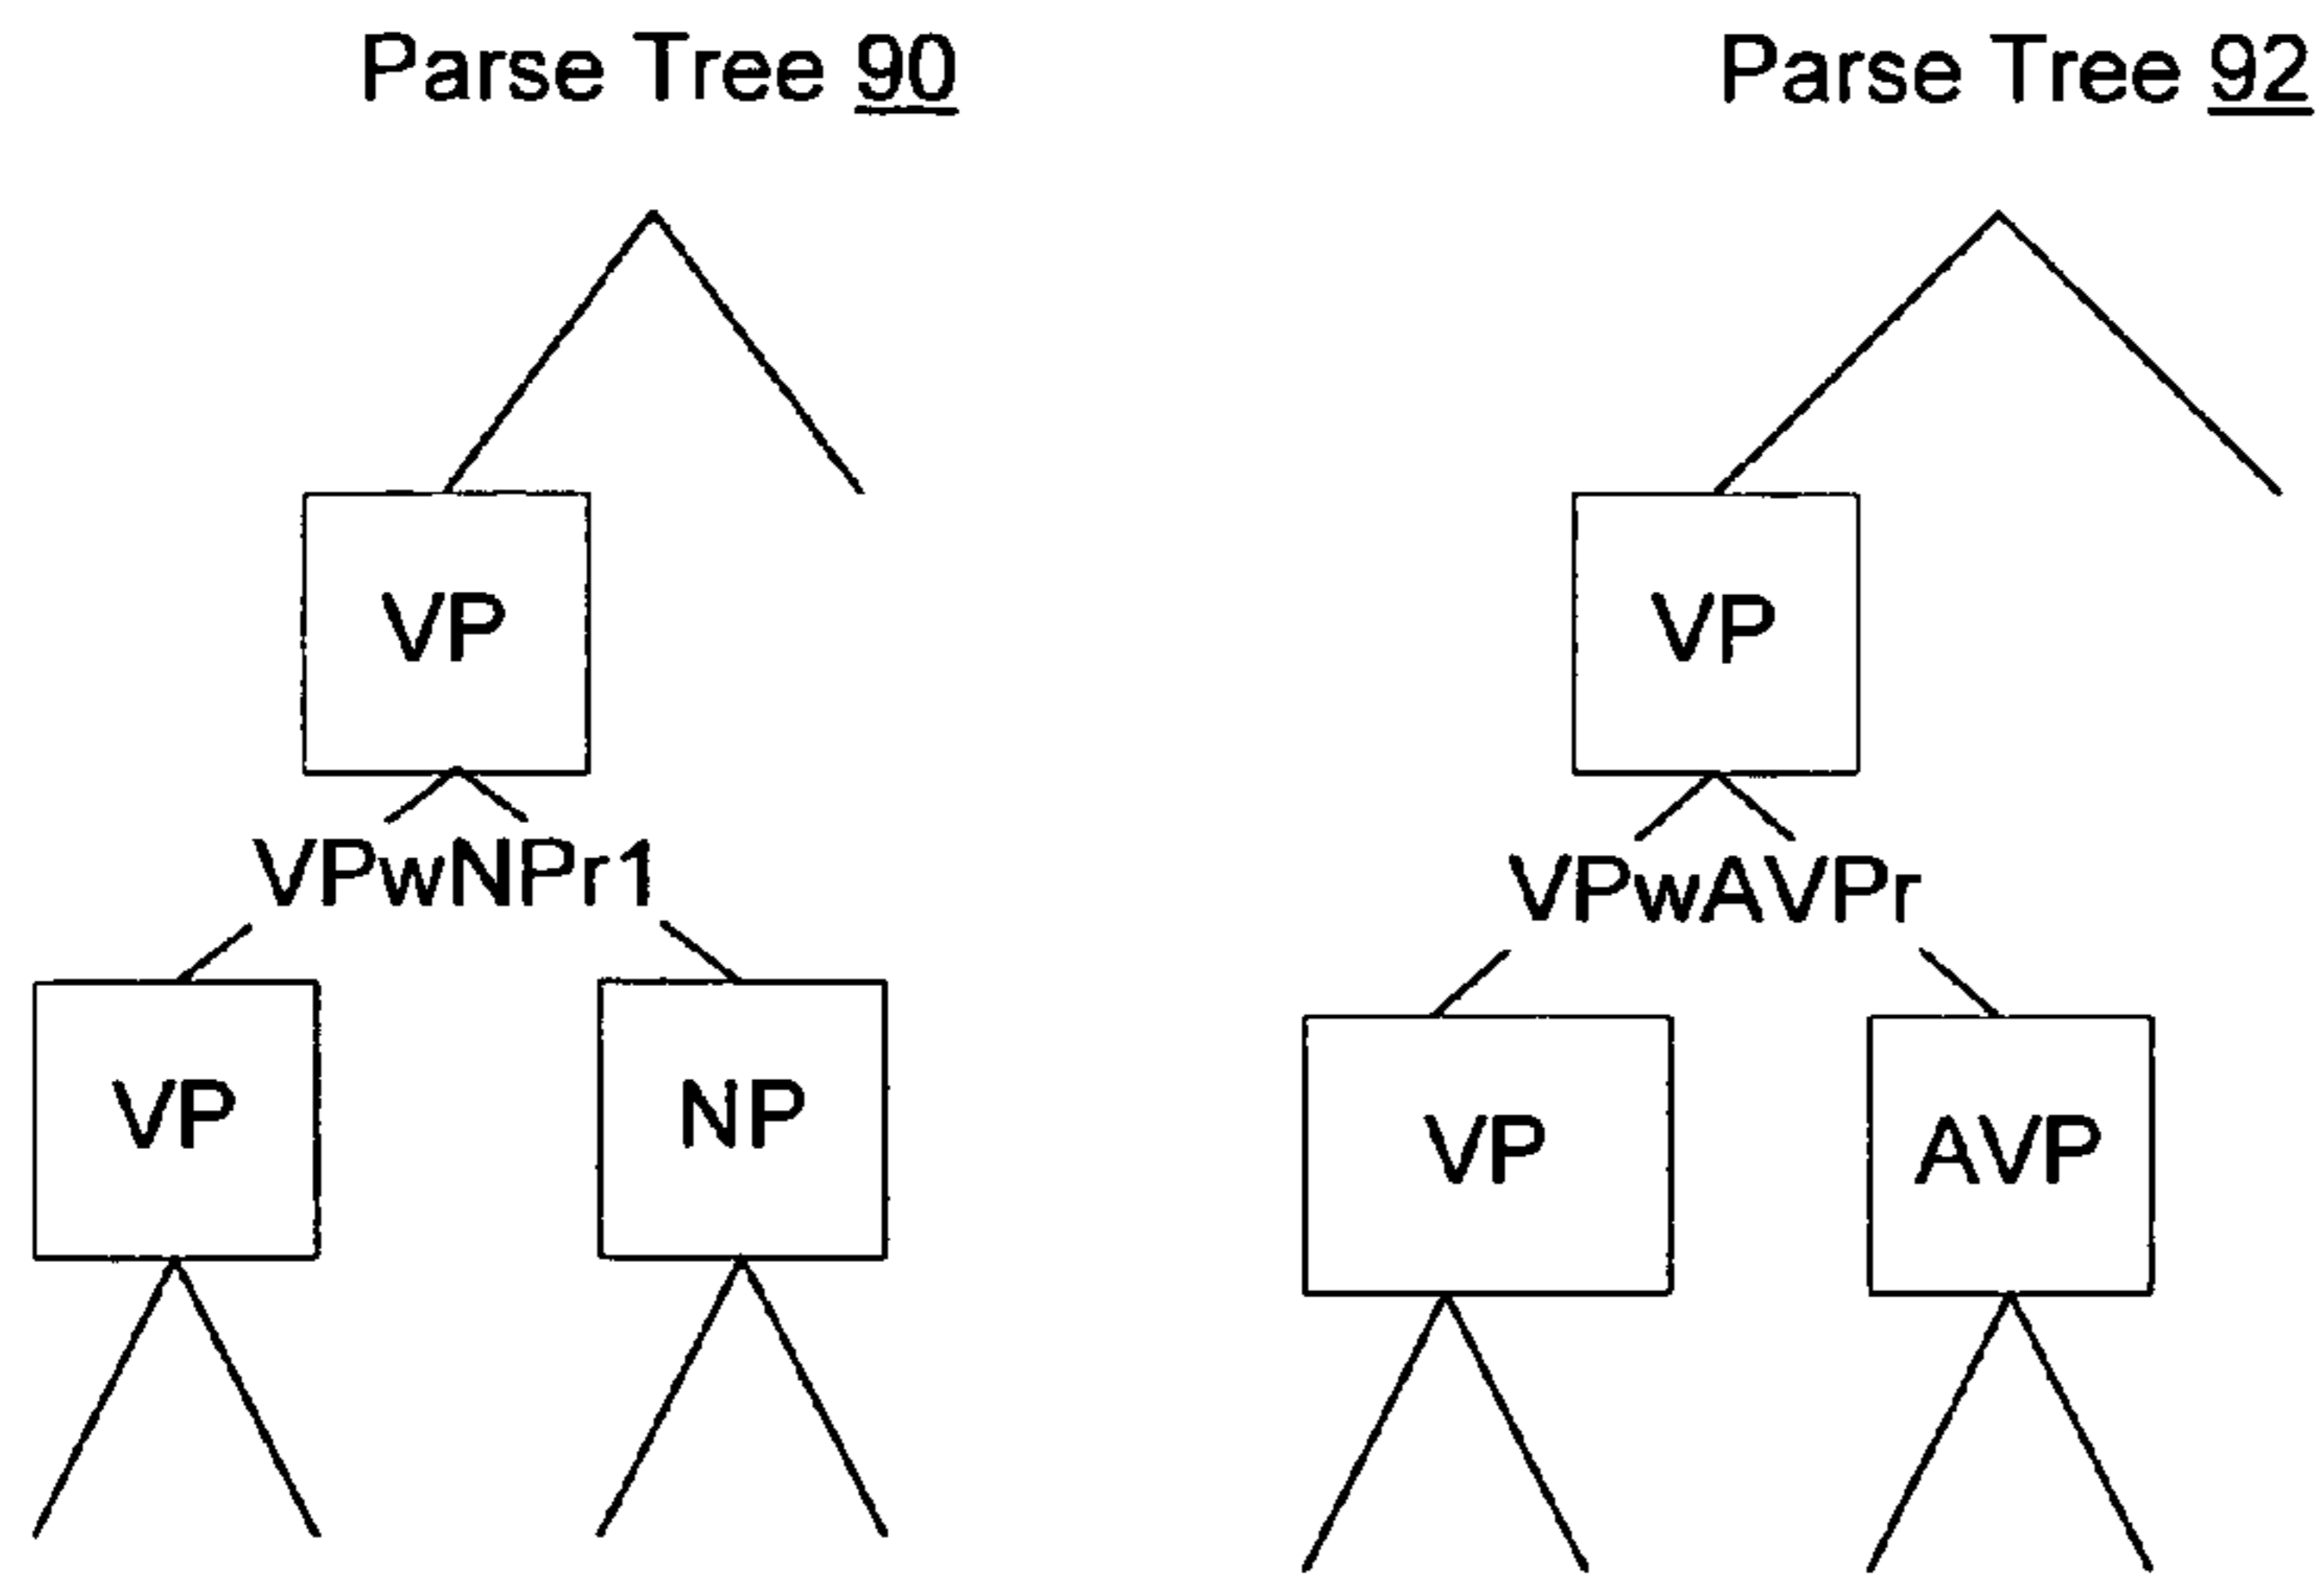 Parse Tree 90
Parse Tree 92
VP
VP
VPwNPr1
VPwAVPr
VP
NP
VP
AVP